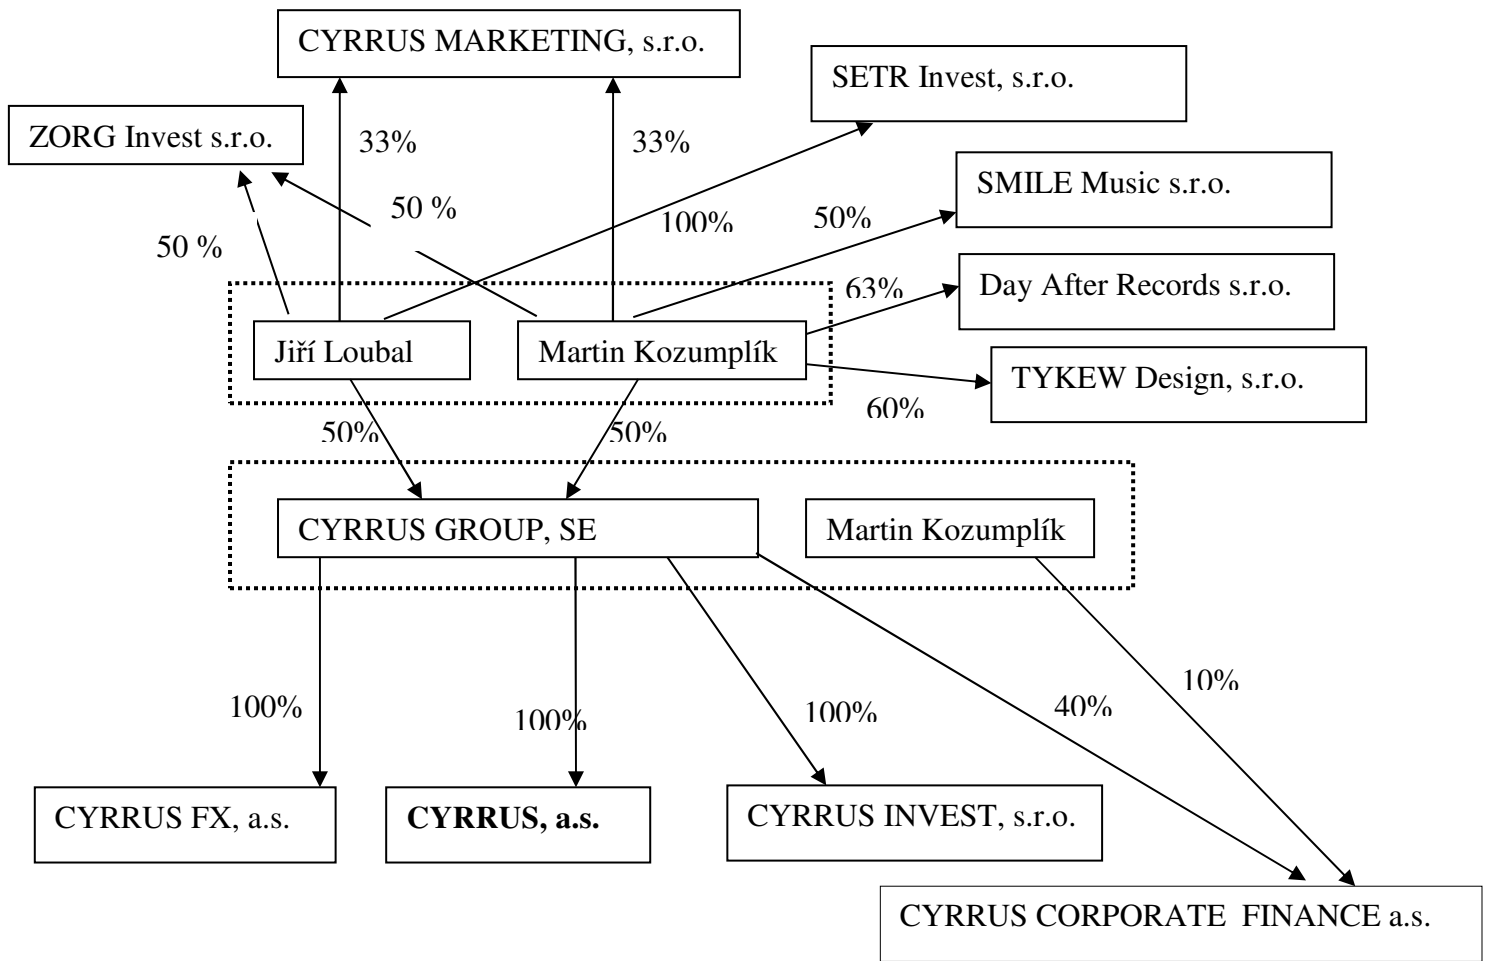 CYRRUS MARKETING, s.r.o.
SETR Invest, s.r.o.
ZORG Invest s.r.o.
33%
33%
SMILE Music s.r.o.
50 %
100%
50%
50 %
Day After Records s.r.o.
63%
Jiří Loubal
Martin Kozumplík
TYKEW Design, s.r.o.
60%
50%
50%
CYRRUS GROUP, SE
Martin Kozumplík
100%
100%
100%
40%
10%
CYRRUS FX, a.s.
CYRRUS, a.s.
CYRRUS INVEST, s.r.o.
CYRRUS CORPORATE FINANCE a.s.